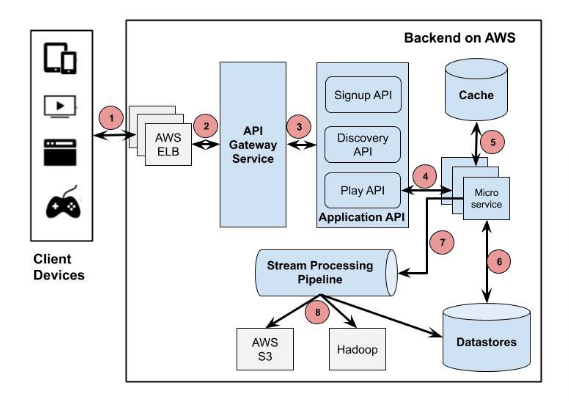 Backend on AWS
1
2
3
4
5
6
7
8
Client
Devices
AWS
ELB
API
Gateway
Service
Signup API
Discovery
API
Play API
Application API
Cache
Micro
service
Stream Processing
Pipeline
AWS
S3
Hadoop
Datastores